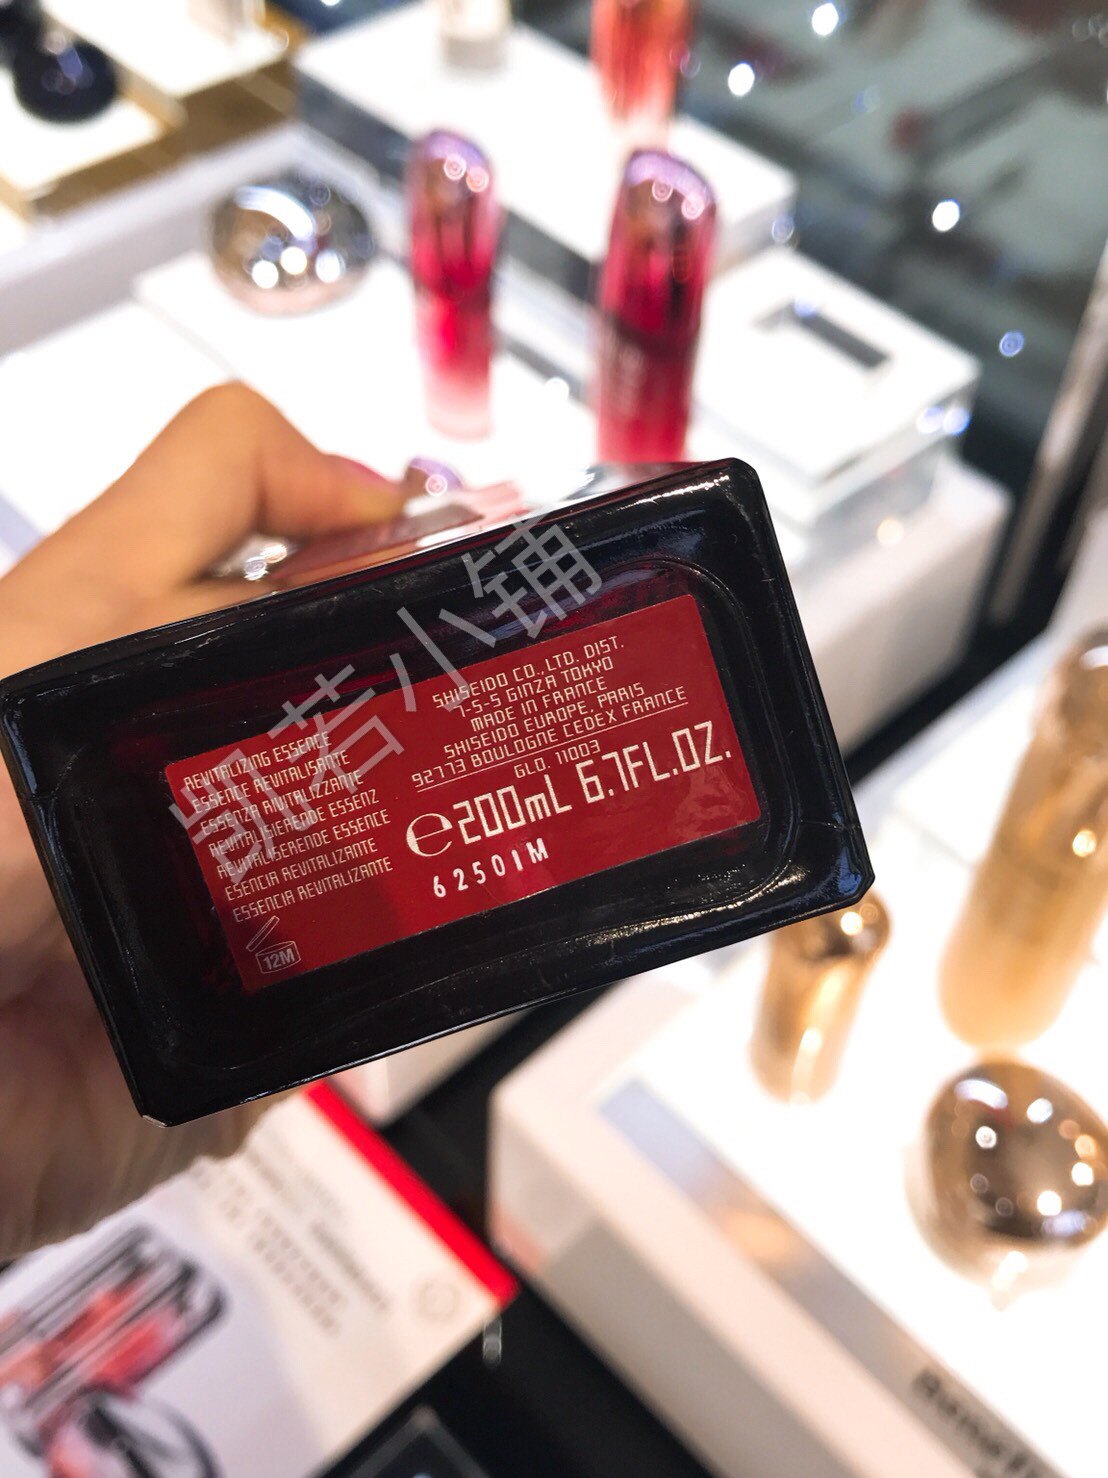 SHISEIDO CO.,LTD. DIST.
7-5-5 GINZA TOKYO
MADE IN FRANCE
SHISEIDO EUROPE, PARIS
92773 BOULOGNE CEDEX FRANCE
GLO. 11003
e200mL 6.7FL.OZ.
62501M
REVITALIZING ESSENCE
ESSENCE REVITALISANTE
ESSENZA RIVITALIZZANTE
REVITALISIERENDE ESSENZ
REVITALISERENDE ESSENCE
ESENCIA REVITALIZANTE
ESSENCIA REVITALIZANTE
12M
凯若小铺